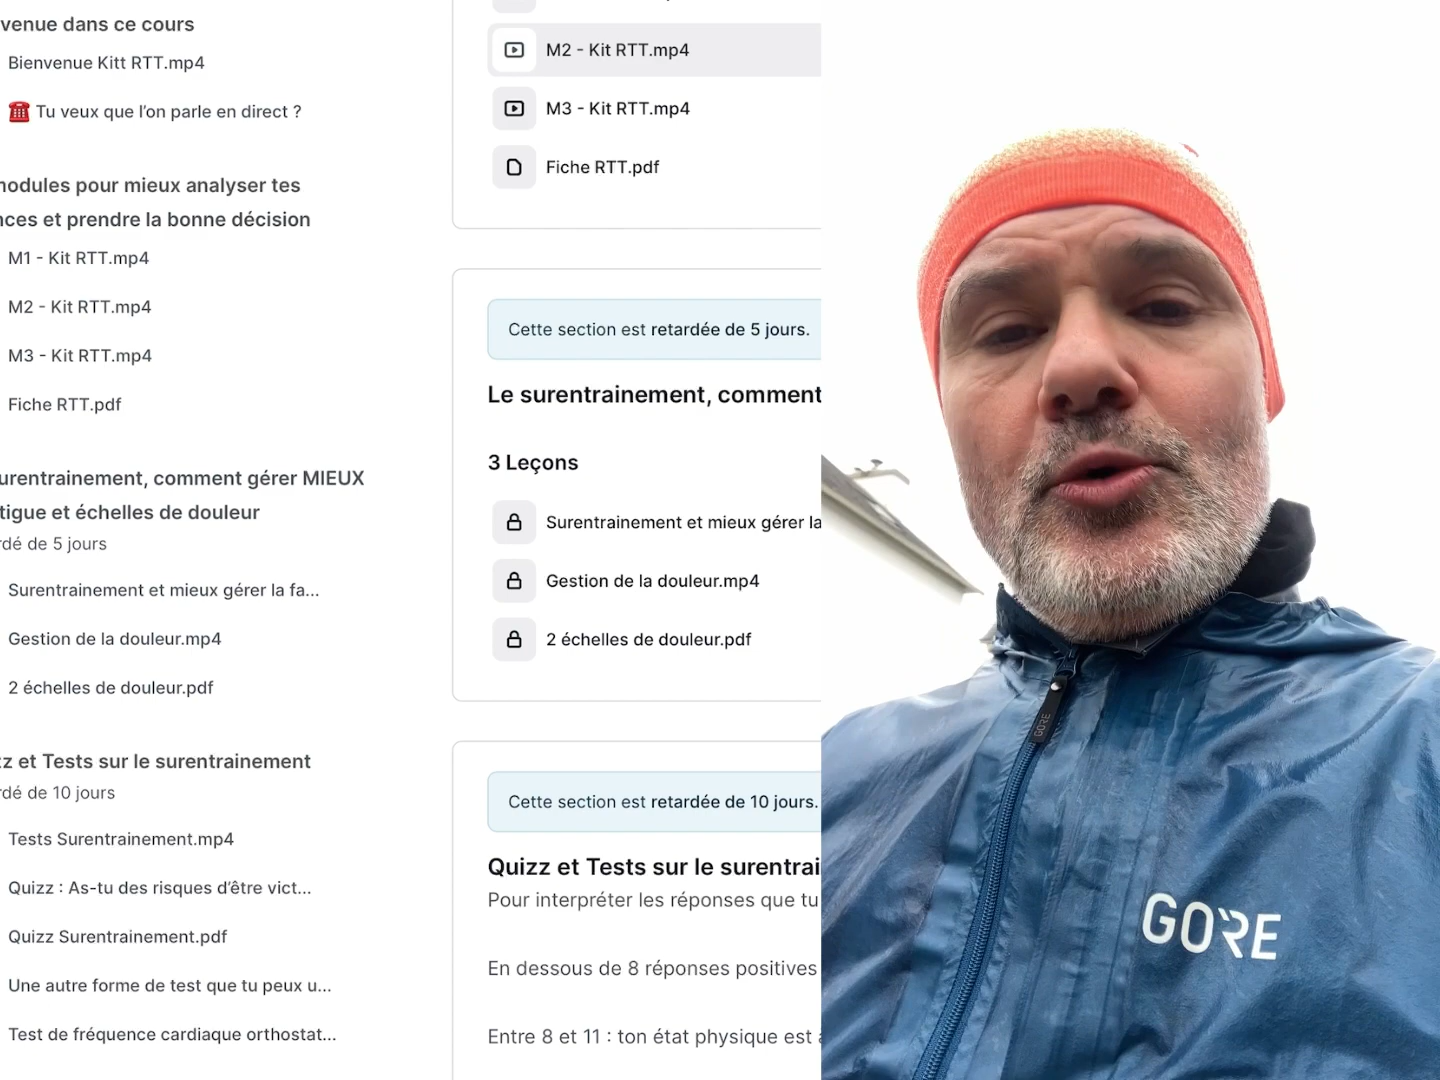 venue dans ce cours
Bienvenue Kitt RTT.mp4
Tu veux que l’on parle en direct ?
modules pour mieux analyser tes
nces et prendre la bonne décision
M1 - Kit RTT.mp4
M2 - Kit RTT.mp4
M3 - Kit RTT.mp4
Fiche RTT.pdf
urentrainement, comment gérer MIEUX
tigue et échelles de douleur
rdé de 5 jours
Surentrainement et mieux gérer la fa...
Gestion de la douleur.mp4
2 échelles de douleur.pdf
zz et Tests sur le surentrainement
rdé de 10 jours
Tests Surentrainement.mp4
Quizz : As-tu des risques d’être vict...
Quizz Surentrainement.pdf
Une autre forme de test que tu peux u...
Test de fréquence cardiaque orthostat...
M2 - Kit RTT.mp4
M3 - Kit RTT.mp4
Fiche RTT.pdf
Cette section est retardée de 5 jours.
Le surentrainement, comment
3 Leçons
Surentrainement et mieux gérer la
Gestion de la douleur.mp4
2 échelles de douleur.pdf
Cette section est retardée de 10 jours.
Quizz et Tests sur le surentrai
Pour interpréter les réponses que tu
En dessous de 8 réponses positives
Entre 8 et 11 : ton état physique est
GORE
GORE